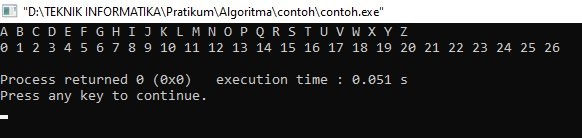 "D:\TEKNIK INFORMATIKA\Pratikum\Algoritma\contoh\contoh.exe"
A B C D E F G H I J K L M N O P Q R S T U V W X Y Z
0 1 2 3 4 5 6 7 8 9 10 11 12 13 14 15 16 17 18 19 20 21 22 23 24 25 26
Process returned 0 (0x0)   execution time : 0.051 s
Press any key to continue.